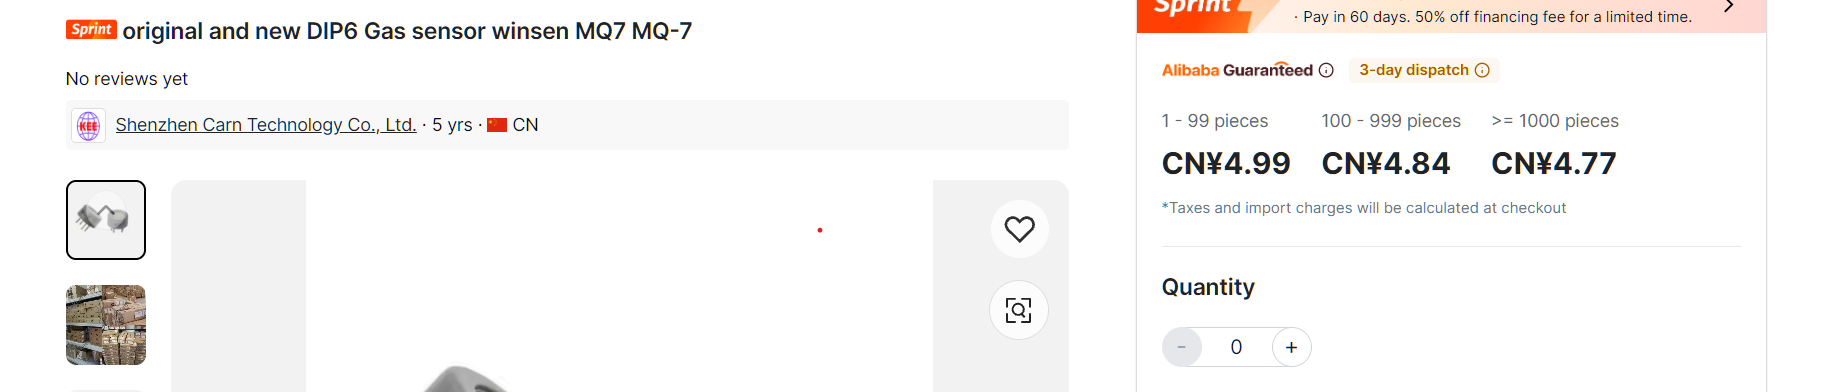 Sprint original and new DIP6 Gas sensor winsen MQ7 MQ-7
No reviews yet
KEE Shenzhen Carn Technology Co., Ltd. · 5 yrs · CN
Sprint
· Pay in 60 days. 50% off financing fee for a limited time.
Alibaba Guaranteed 3-day dispatch
1 - 99 pieces 100 - 999 pieces >= 1000 pieces
CN¥4.99 CN¥4.84 CN¥4.77
*Taxes and import charges will be calculated at checkout
Quantity
- 0 +